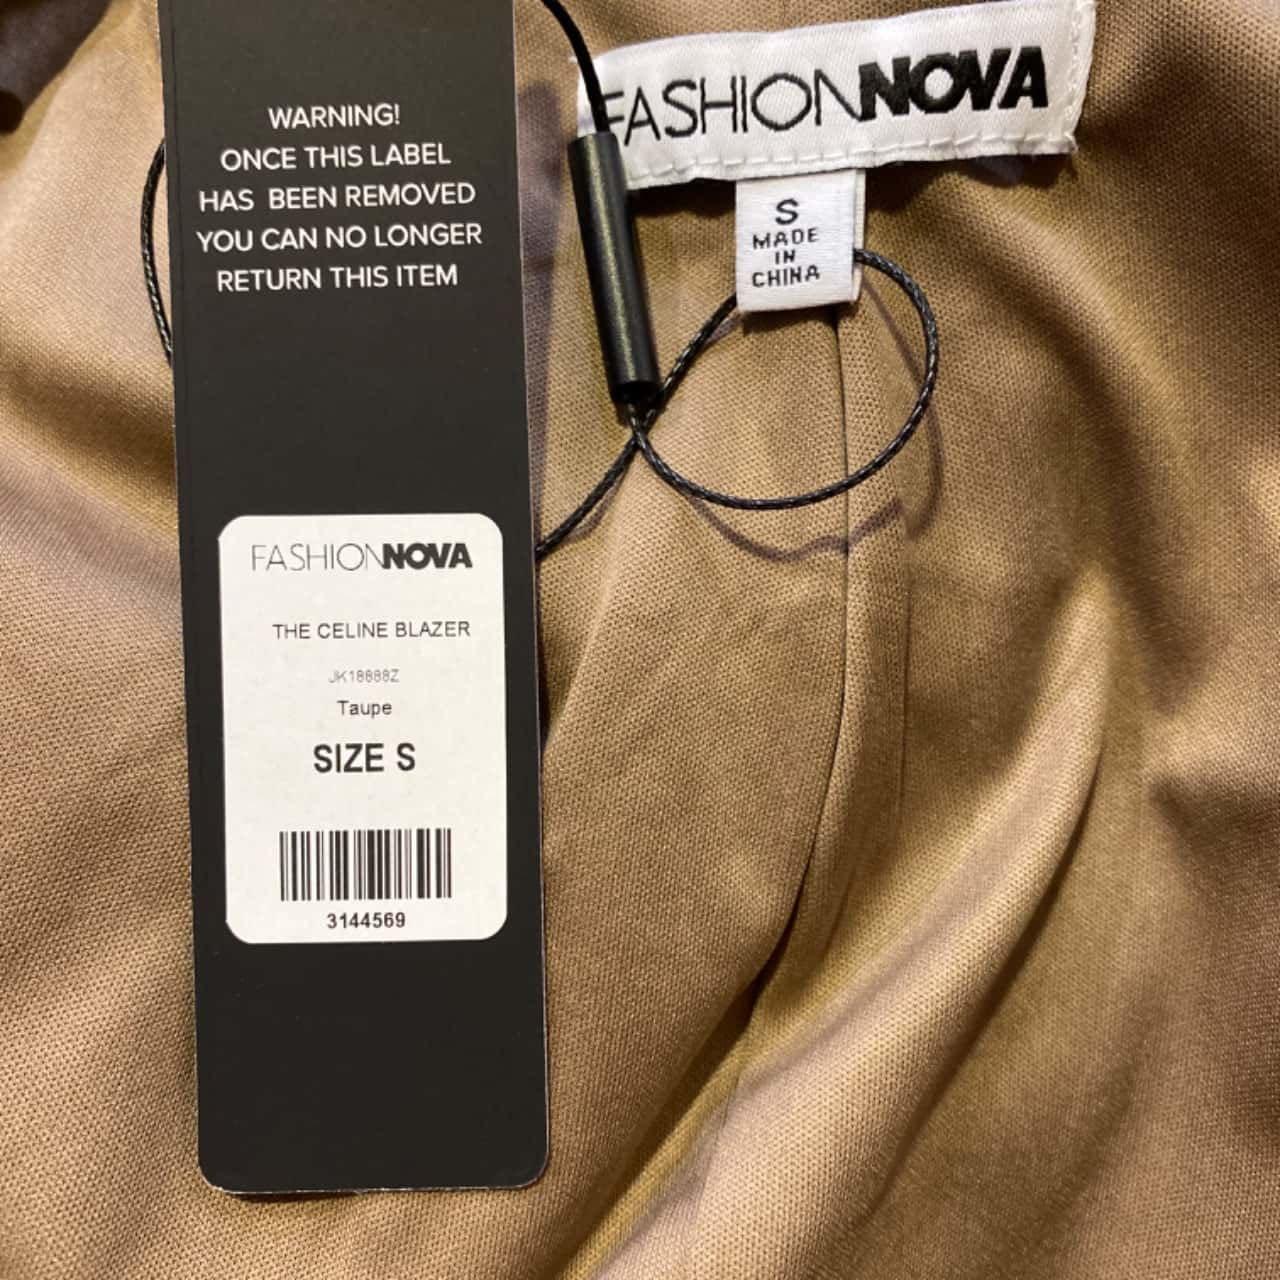 WARNING!
ONCE THIS LABEL
HAS BEEN REMOVED
YOU CAN NO LONGER
RETURN THIS ITEM
FASHIONNOVA
THE CELINE BLAZER
JK18888Z
Taupe
SIZE S
3144569
FASHIONNOVA
S
MADE
IN
CHINA